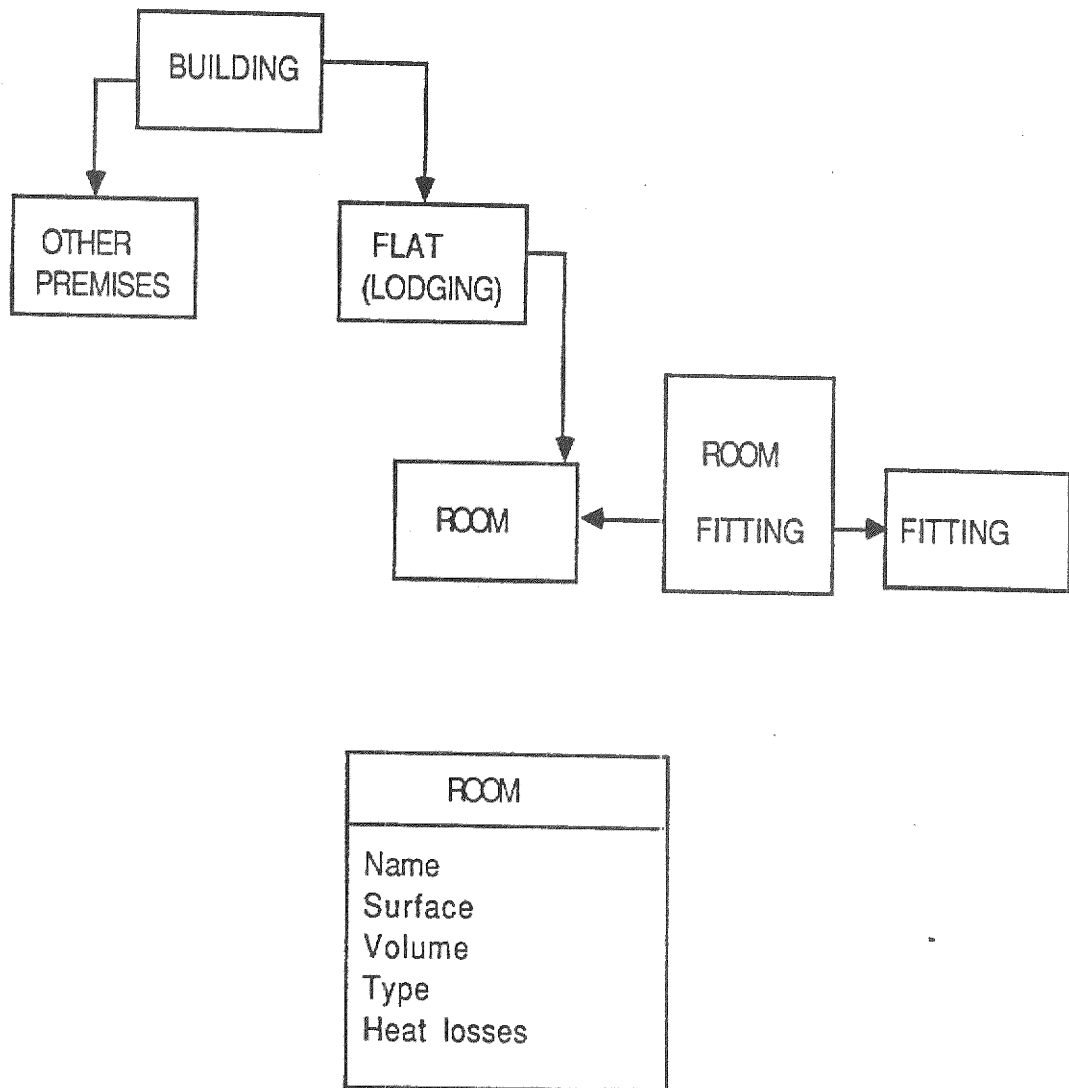 BUILDING
OTHER
PREMISES
FLAT
(LODGING)
ROOM
ROOM
FITTING
FITTING
ROOM
Name
Surface
Volume
Type
Heat losses